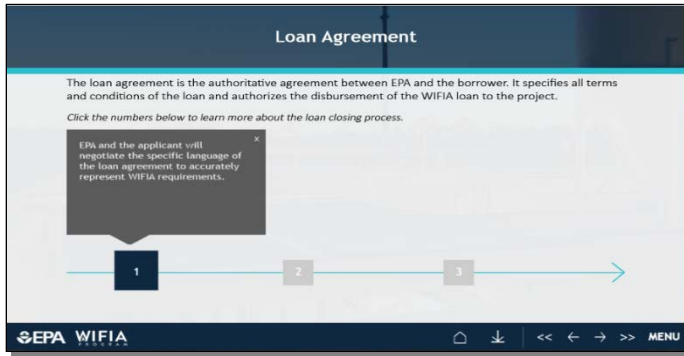 Loan Agreement
The loan agreement is the authoritative agreement between EPA and the borrower. It specifies all terms
and conditions of the loan and authorizes the disbursement of the WIFIA loan to the project.
Click the numbers below to learn more about the loan closing process.
x
EPA and the applicant will
negotiate the specific language of
the loan agreement to accurately
represent WIFIA requirements.
1
2
3
EPA WIFIA
PROGRAM
<< ← → >> MENU